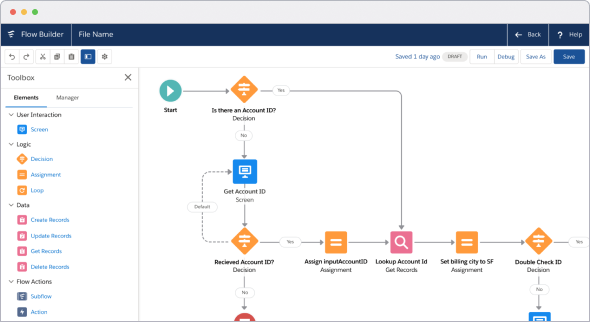 Flow Builder
File Name
Back
? Help
Saved 1 day ago
DRAFT
Run
Debug
Save As
Save
Toolbox
Elements
Manager
User Interaction
Screen
Logic
Decision
Assignment
Loop
Data
Create Records
Update Records
Get Records
Delete Records
Flow Actions
Subflow
Action
Start
Is there an Account ID?
Decision
Yes
No
Get Account ID
Screen
Default
Recieved Account ID?
Decision
Yes
Assign inputAccountID
Assignment
Lookup Account Id
Get Records
Set billing city to SF
Assignment
Double Check ID
Decision
Yes
No
No